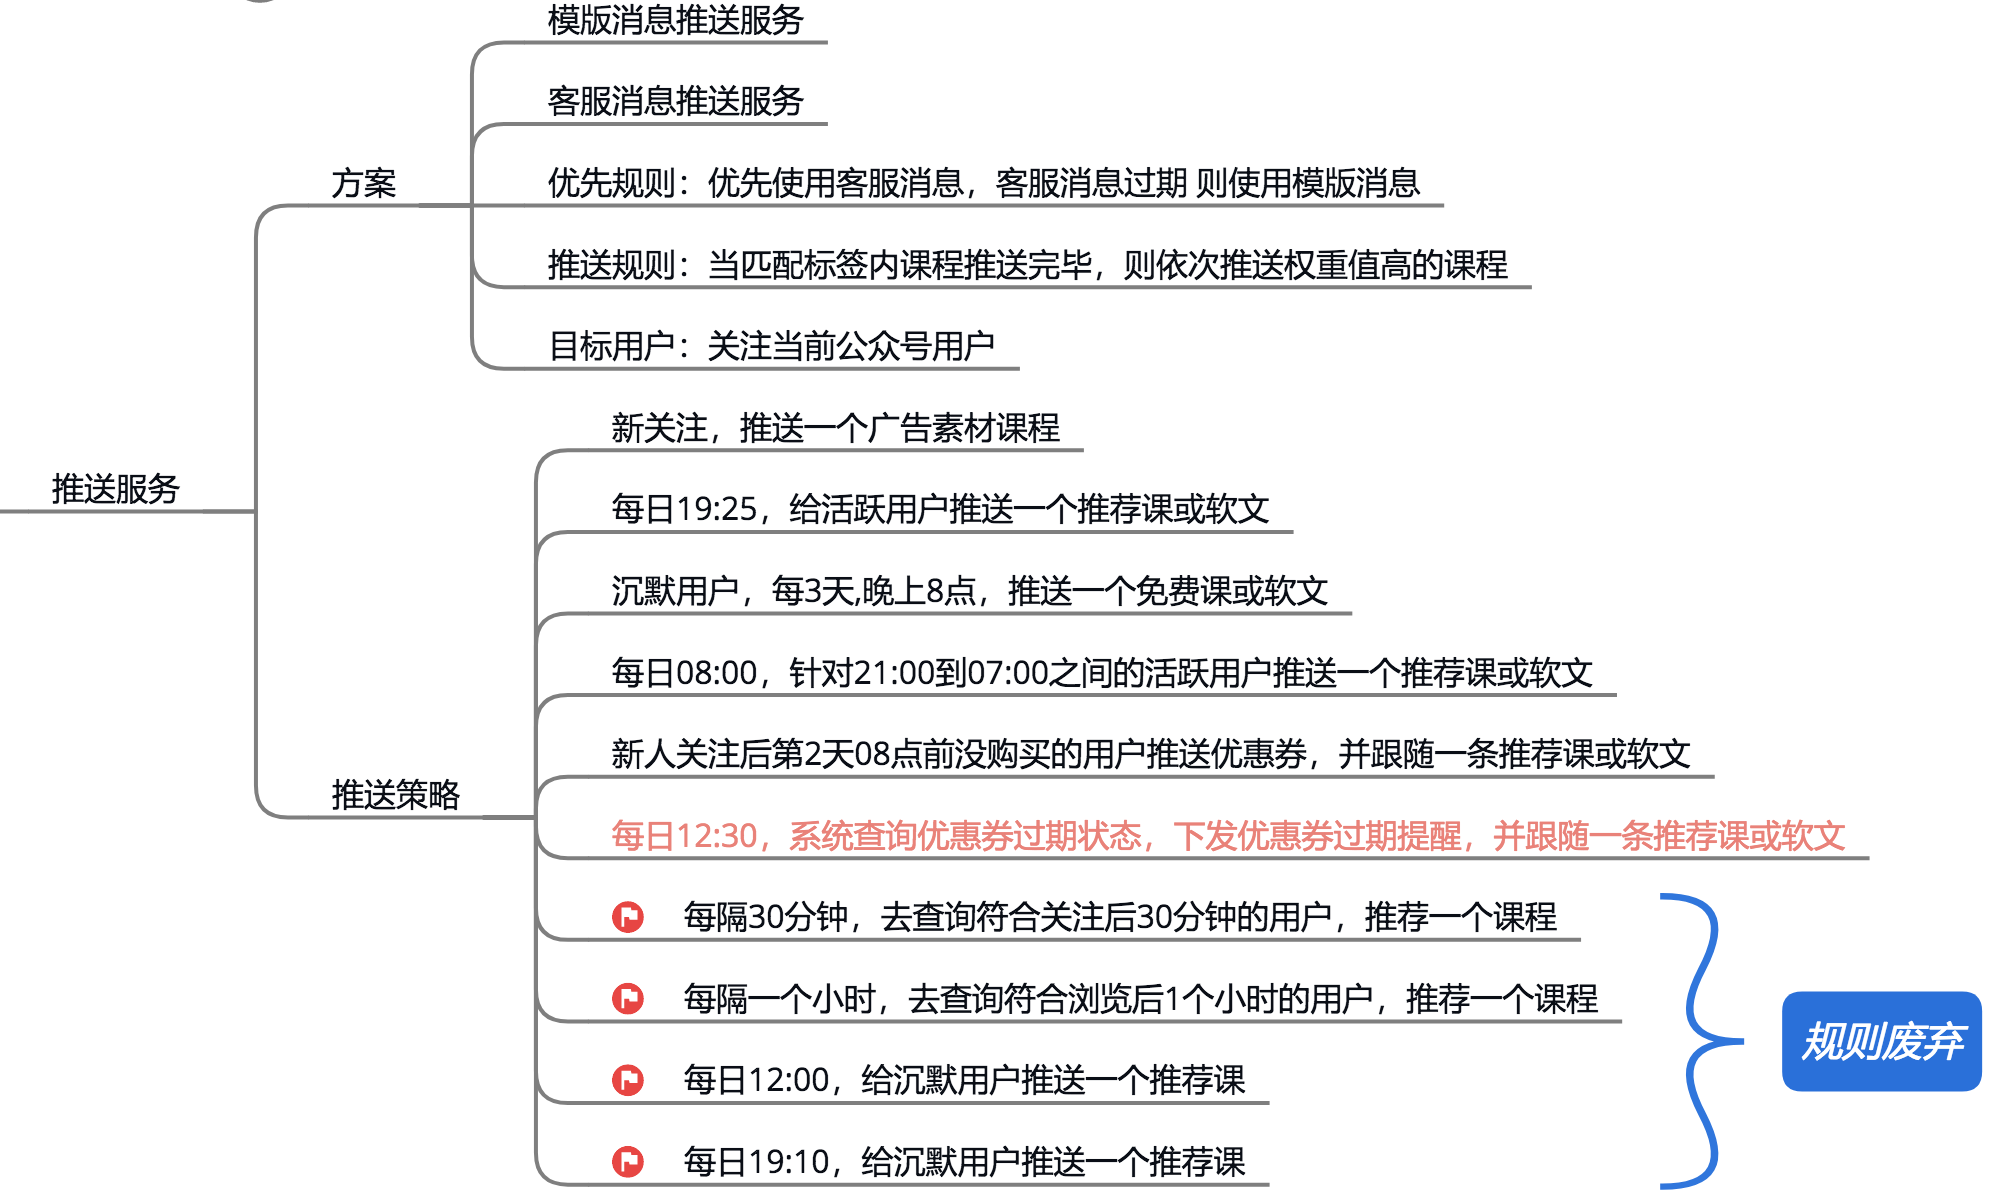 模版消息推送服务
客服消息推送服务
方案
优先规则：优先使用客服消息，客服消息过期 则使用模版消息
推送规则：当匹配标签内课程推送完毕，则依次推送权重值高的课程
目标用户：关注当前公众号用户
推送服务
新关注，推送一个广告素材课程
每日19:25，给活跃用户推送一个推荐课或软文
沉默用户，每3天,晚上8点，推送一个免费课或软文
每日08:00，针对21:00到07:00之间的活跃用户推送一个推荐课或软文
新人关注后第2天08点前没购买的用户推送优惠券，并跟随一条推荐课或软文
推送策略
每日12:30，系统查询优惠券过期状态，下发优惠券过期提醒，并跟随一条推荐课或软文
每隔30分钟，去查询符合关注后30分钟的用户，推荐一个课程
每隔一个小时，去查询符合浏览后1个小时的用户，推荐一个课程
每日12:00，给沉默用户推送一个推荐课
每日19:10，给沉默用户推送一个推荐课
规则废弃